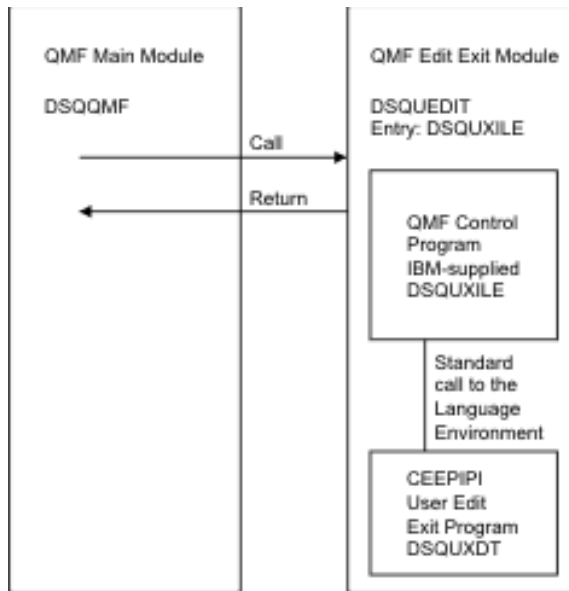 QMF Main Module
DSQQMF
Call
Return
QMF Edit Exit Module
DSQUEDIT
Entry: DSQUXILE
QMF Control
Program
IBM-supplied
DSQUXILE
Standard
call to the
Language
Environment
CEEPIPI
User Edit
Exit Program
DSQUXDT